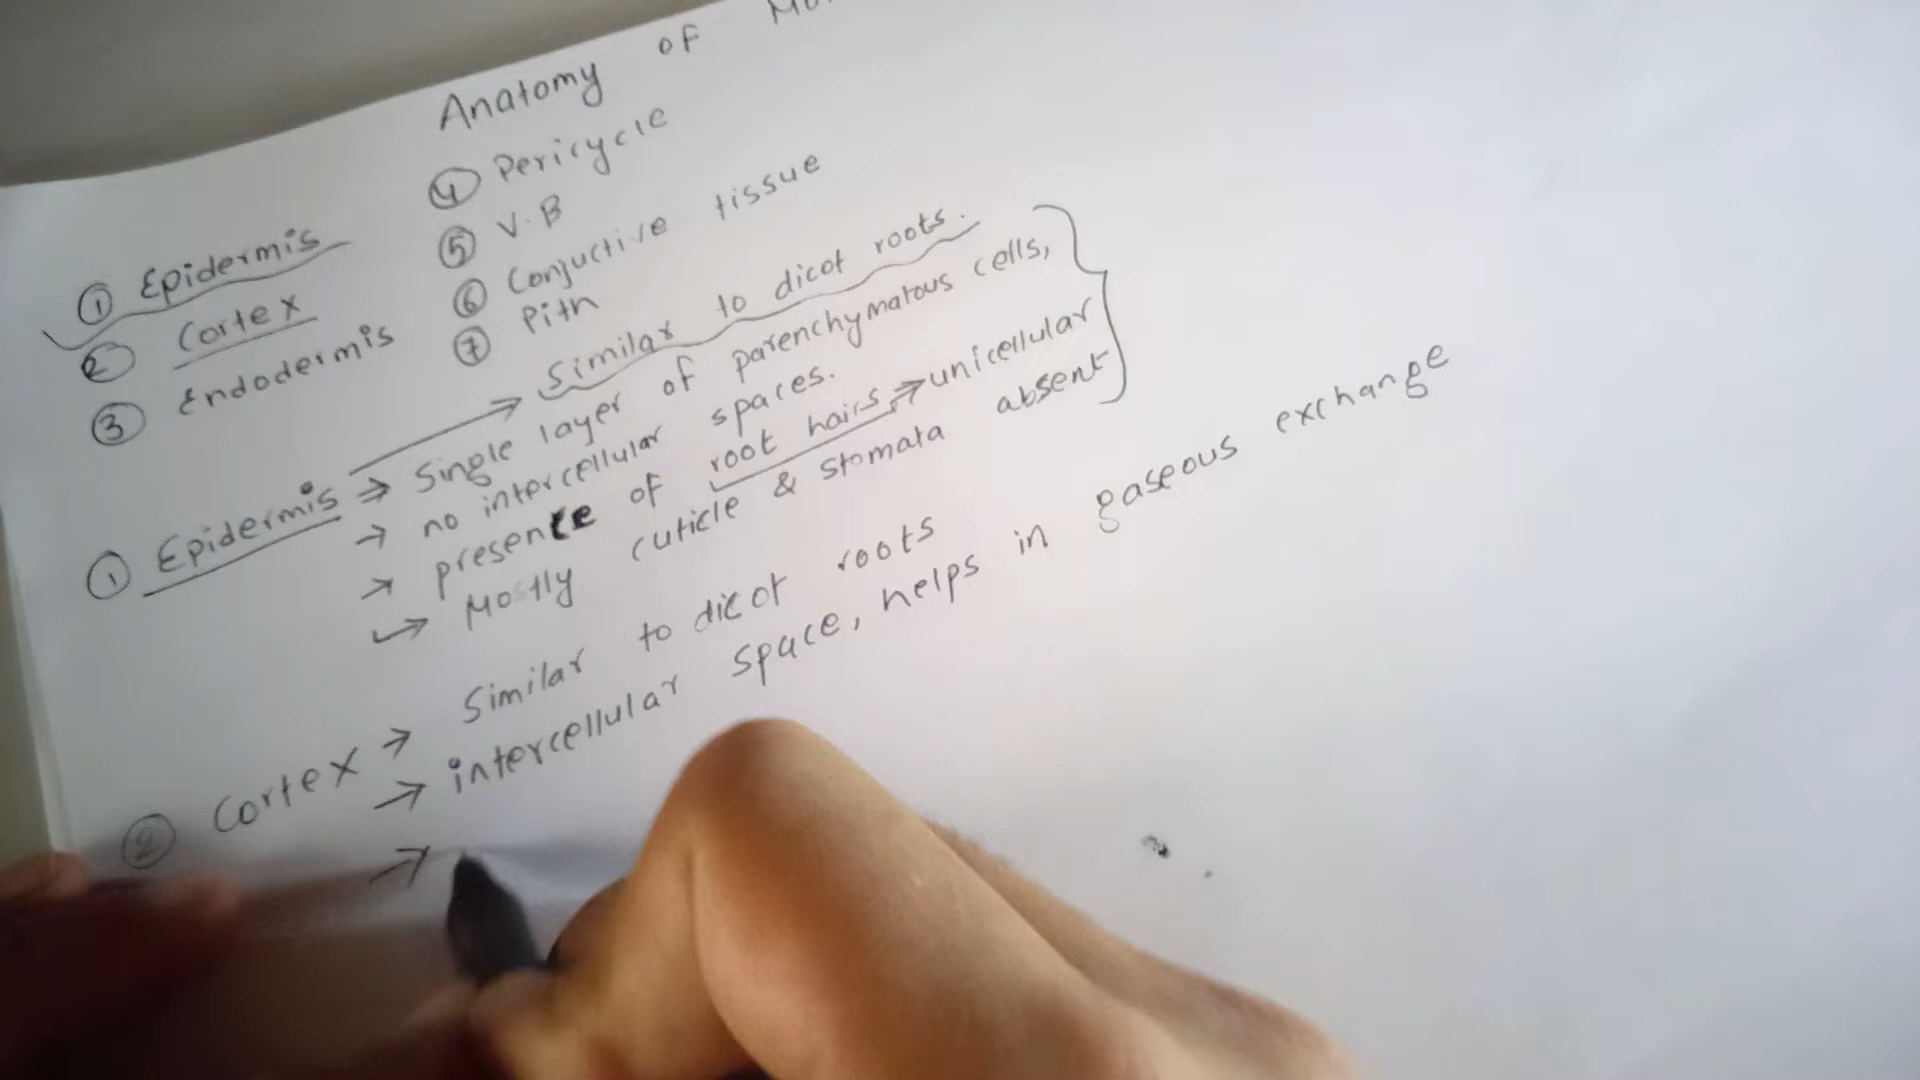 Anatomy of Mo
① Epidermis
② Cortex
③ Endodermis
④ Pericycle
⑤ V.B
⑥ Conjuctive tissue
⑦ Pith
① Epidermis → Similar to dicot roots.
⇒ Single layer of parenchymatous cells,
→ no intercellular spaces.
→ presence of root hairs → unicellular
→ Mostly cuticle & stomata absent
② Cortex → Similar to dicot roots
→ intercellular space, helps in gaseous exchange
→